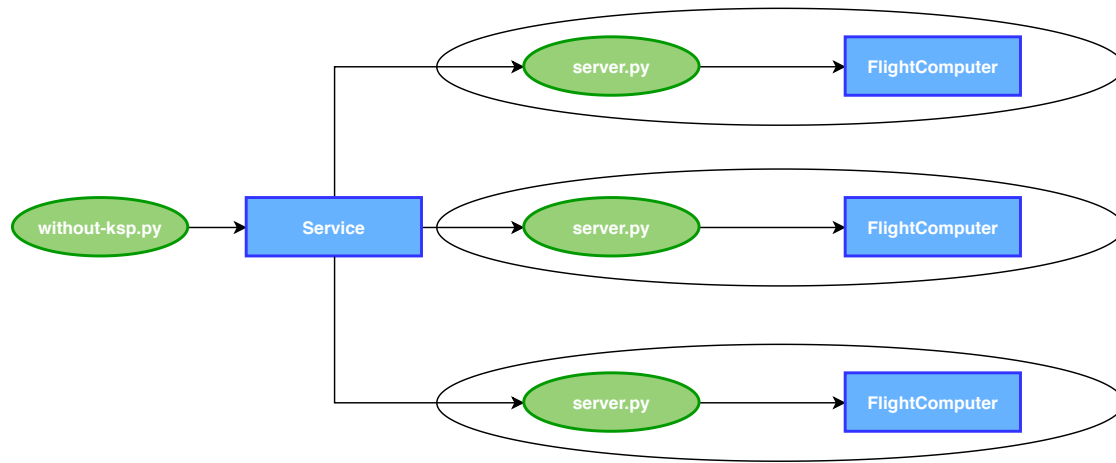 server.py
FlightComputer
without-ksp.py
Service
server.py
FlightComputer
server.py
FlightComputer